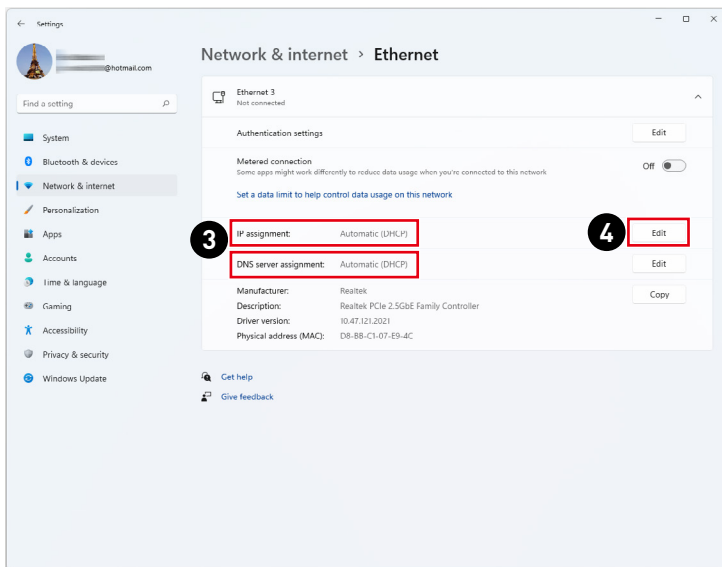 Settings
@hotmail.com
Find a setting
System
Bluetooth & devices
Network & internet
Personalization
Apps
Accounts
Time & language
Gaming
Accessibility
Privacy & security
Windows Update
Network & internet > Ethernet
Ethernet 3
Not connected
Authentication settings
Edit
Metered connection
Some apps might work differently to reduce data usage when you're connected to this network
Off
Set a data limit to help control data usage on this network
3
IP assignment: Automatic (DHCP)
4
Edit
DNS server assignment: Automatic (DHCP)
Edit
Manufacturer: Realtek
Copy
Description: Realtek PCIe 2.5GbE Family Controller
Driver version: 10.47.121.2021
Physical address (MAC): D8-BB-C1-07-E9-4C
Get help
Give feedback